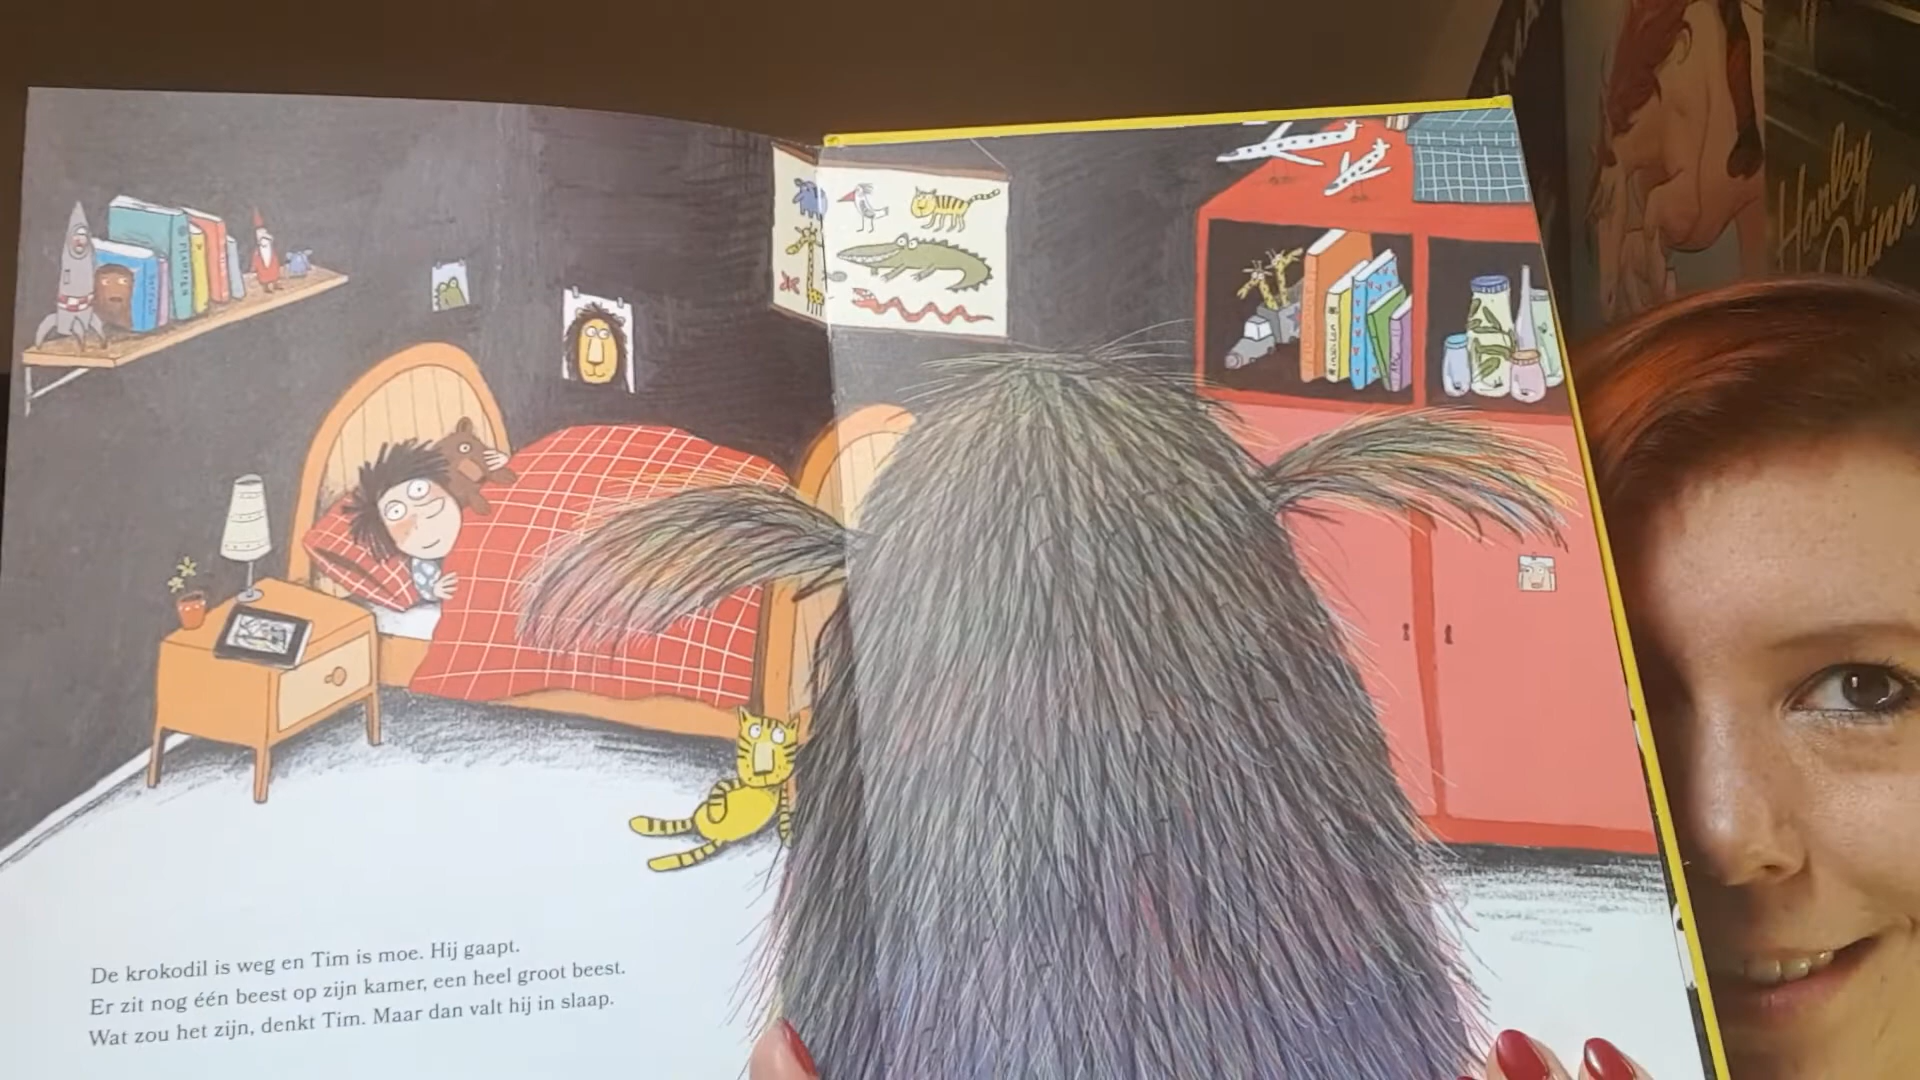 Harley
Quinn
PLANETEN
De krokodil is weg en Tim is moe. Hij gaapt.
Er zit nog één beest op zijn kamer, een heel groot beest.
Wat zou het zijn, denkt Tim. Maar dan valt hij in slaap.